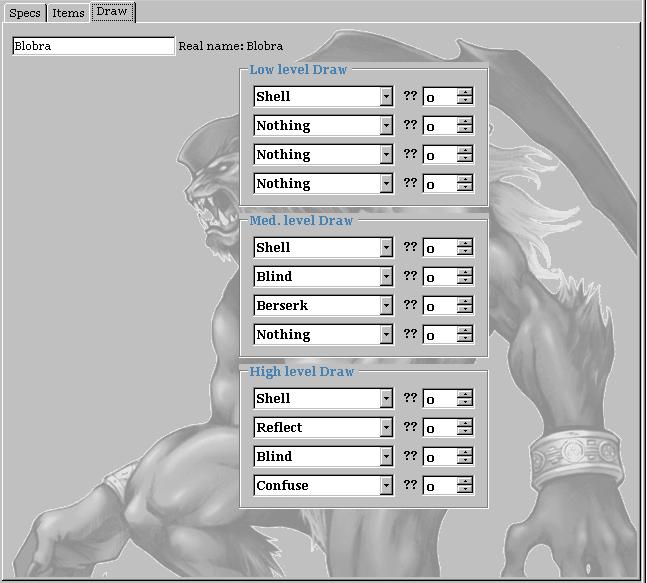 Specs Items Draw
Blobra Real name: Blobra
Low level Draw
Shell ?? 0
Nothing ?? 0
Nothing ?? 0
Nothing ?? 0
Med. level Draw
Shell ?? 0
Blind ?? 0
Berserk ?? 0
Nothing ?? 0
High level Draw
Shell ?? 0
Reflect ?? 0
Blind ?? 0
Confuse ?? 0